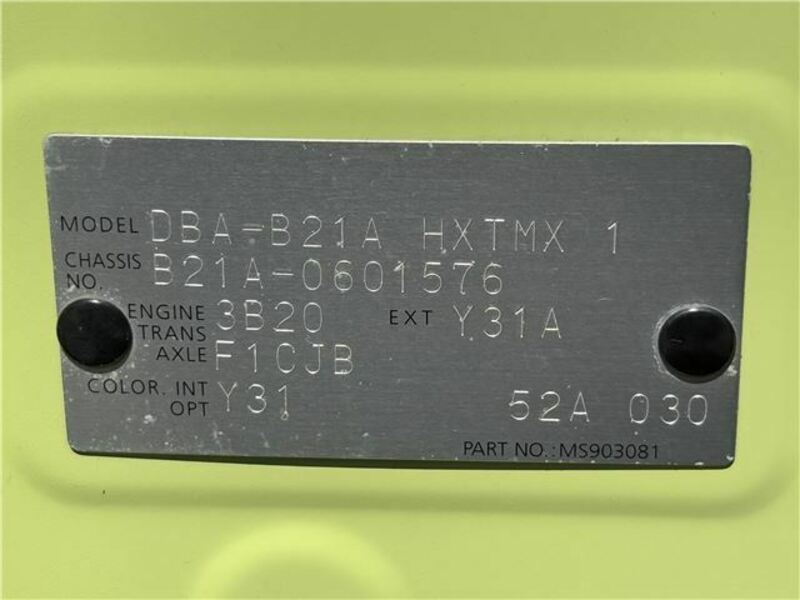 MODEL DBA-B21A HXTMX 1
CHASSIS NO. B21A-0601576
ENGINE 3B20 EXT Y31A
TRANS AXLE F1CJB
COLOR. INT OPT Y31 52A 030
PART NO.:MS903081